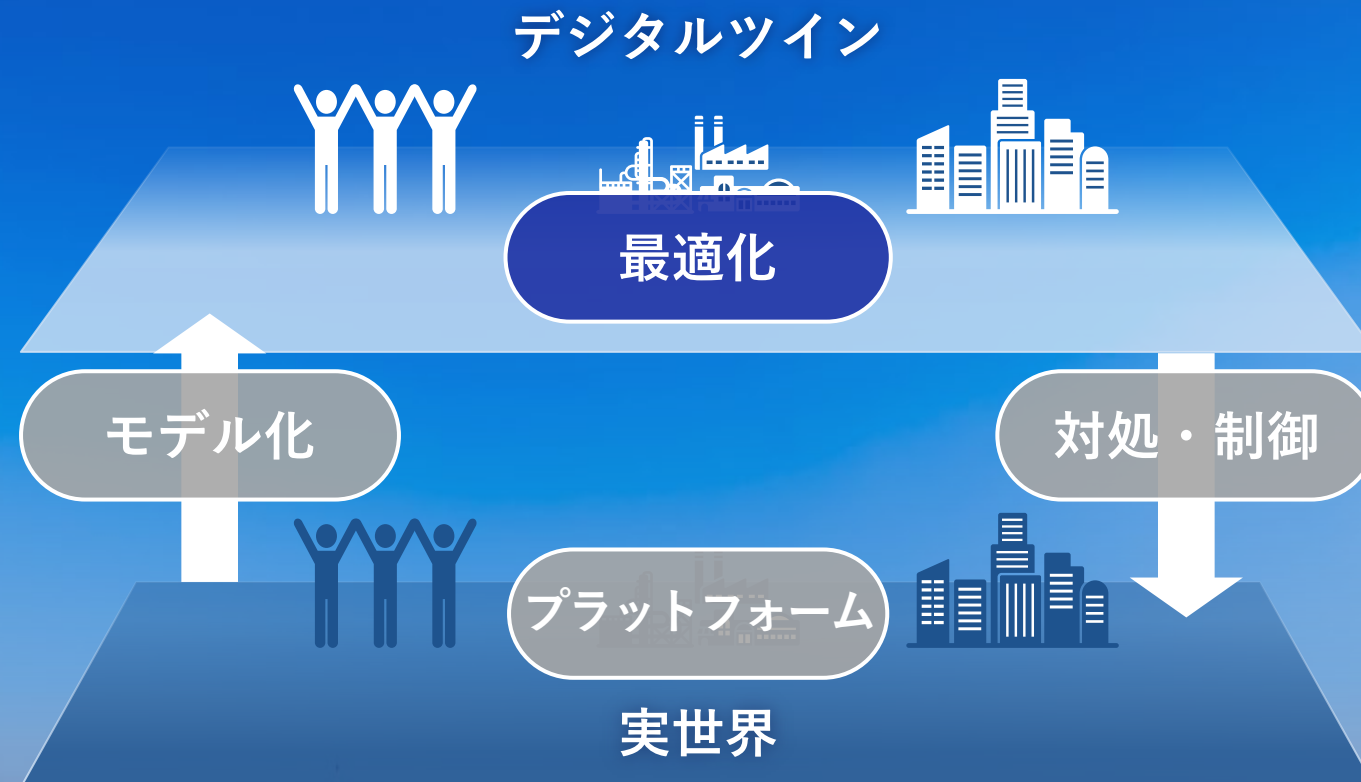 デジタルツイン
最適化
モデル化
対処・制御
プラットフォーム
実世界